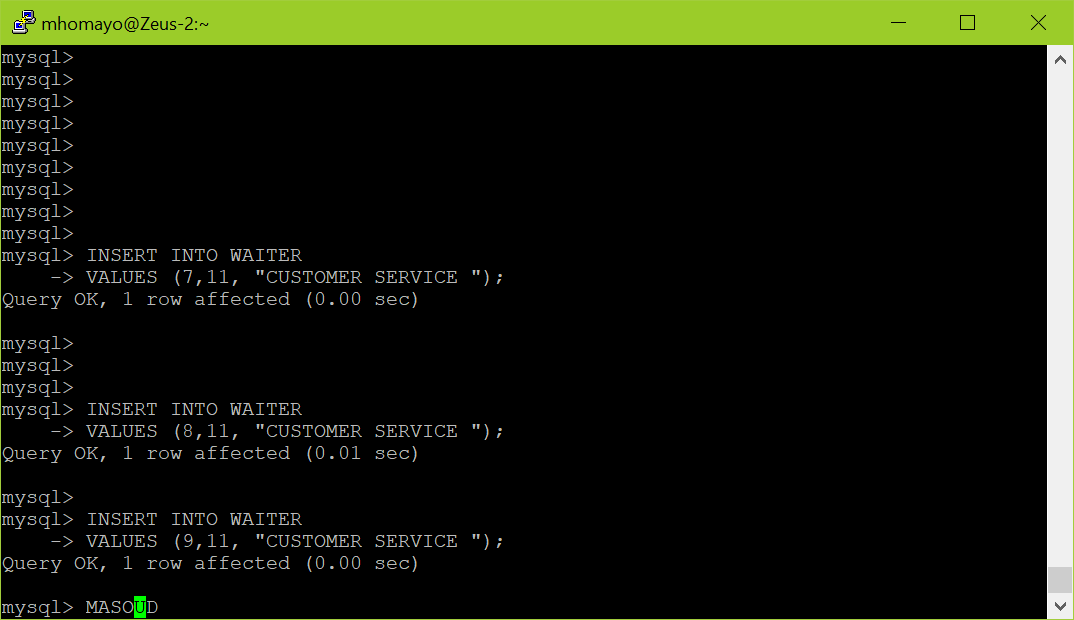 mhomayo@Zeus-2:~
mysql>
mysql>
mysql>
mysql>
mysql>
mysql>
mysql>
mysql>
mysql>
mysql> INSERT INTO WAITER
    -> VALUES (7,11, "CUSTOMER SERVICE ");
Query OK, 1 row affected (0.00 sec)

mysql>
mysql>
mysql>
mysql> INSERT INTO WAITER
    -> VALUES (8,11, "CUSTOMER SERVICE ");
Query OK, 1 row affected (0.01 sec)

mysql>
mysql> INSERT INTO WAITER
    -> VALUES (9,11, "CUSTOMER SERVICE ");
Query OK, 1 row affected (0.00 sec)

mysql> MASOUD